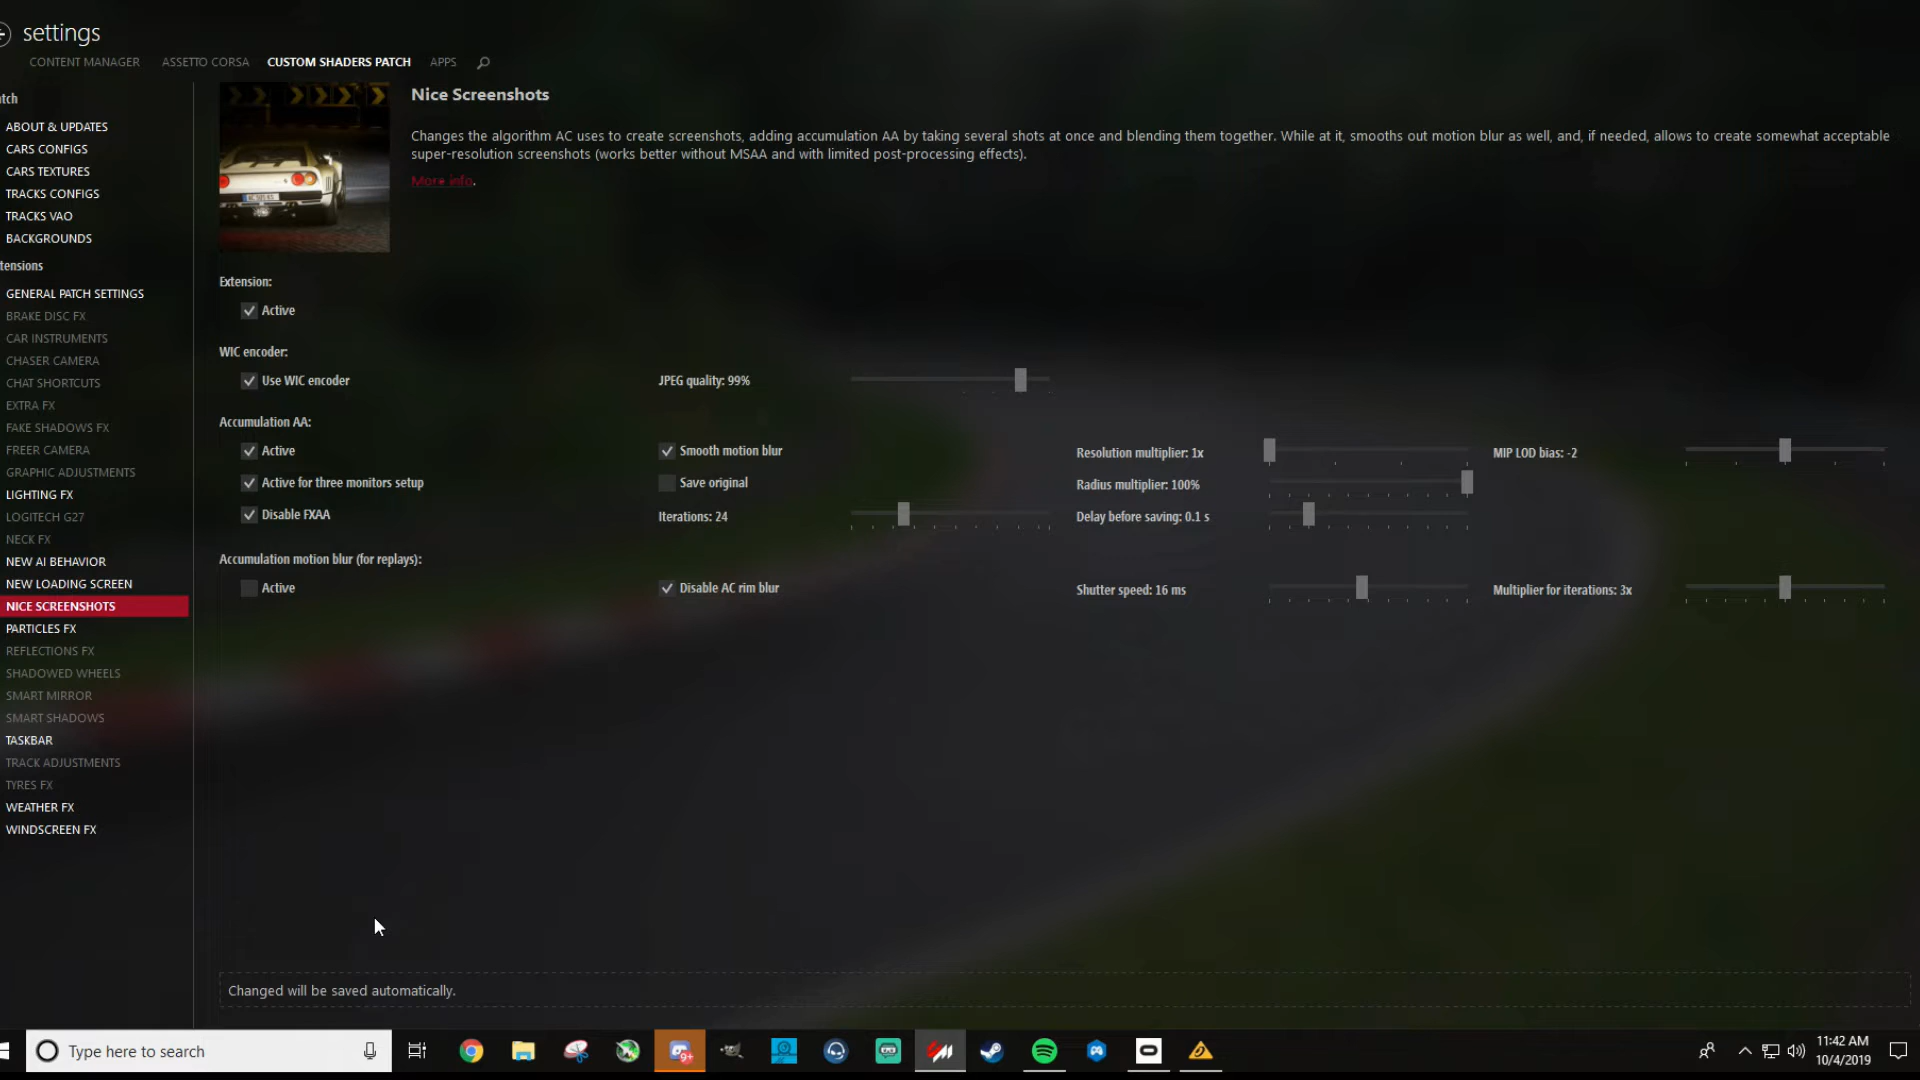 settings
CONTENT MANAGER ASSETTO CORSA CUSTOM SHADERS PATCH APPS
tch
ABOUT & UPDATES
CARS CONFIGS
CARS TEXTURES
TRACKS CONFIGS
TRACKS VAO
BACKGROUNDS
tensions
GENERAL PATCH SETTINGS
BRAKE DISC FX
CAR INSTRUMENTS
CHASER CAMERA
CHAT SHORTCUTS
EXTRA FX
FAKE SHADOWS FX
FREER CAMERA
GRAPHIC ADJUSTMENTS
LIGHTING FX
LOGITECH G27
NECK FX
NEW AI BEHAVIOR
NEW LOADING SCREEN
NICE SCREENSHOTS
PARTICLES FX
REFLECTIONS FX
SHADOWED WHEELS
SMART MIRROR
SMART SHADOWS
TASKBAR
TRACK ADJUSTMENTS
TYRES FX
WEATHER FX
WINDSCREEN FX
Nice Screenshots
Changes the algorithm AC uses to create screenshots, adding accumulation AA by taking several shots at once and blending them together. While at it, smooths out motion blur as well, and, if needed, allows to create somewhat acceptable
super-resolution screenshots (works better without MSAA and with limited post-processing effects).
More info.
Extension:
Active
WIC encoder:
Use WIC encoder JPEG quality: 99%
Accumulation AA:
Active Smooth motion blur Resolution multiplier: 1x MIP LOD bias: -2
Active for three monitors setup Save original Radius multiplier: 100%
Disable FXAA Iterations: 24 Delay before saving: 0.1 s
Accumulation motion blur (for replays):
Active Disable AC rim blur Shutter speed: 16 ms Multiplier for iterations: 3x
Changed will be saved automatically.
Type here to search
9+
11:42 AM
10/4/2019